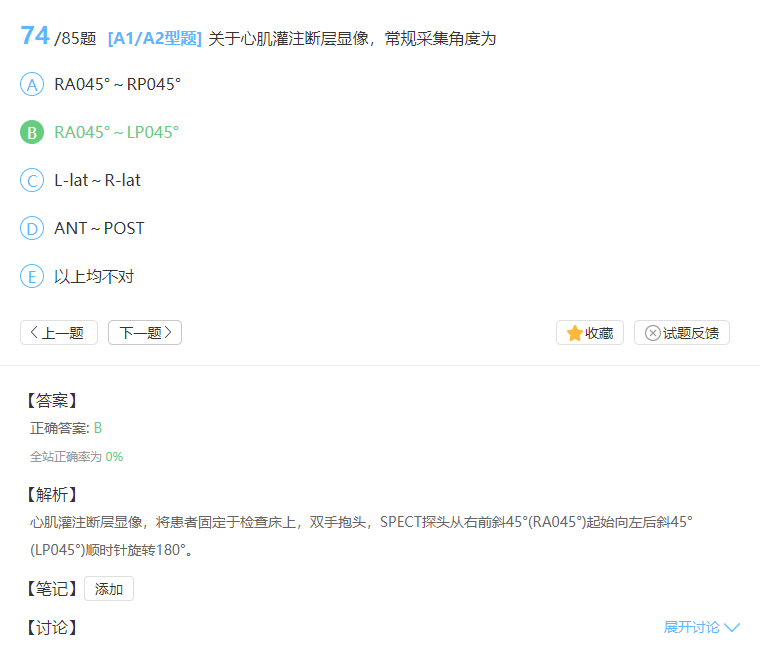 74 /85题 [A1/A2型题] 关于心肌灌注断层显像，常规采集角度为
A RA045°～RP045°
B RA045°～LP045°
C L-lat～R-lat
D ANT～POST
E 以上均不对
上一题 下一题 收藏 试题反馈
【答案】
正确答案: B
全站正确率为 0%
【解析】
心肌灌注断层显像，将患者固定于检查床上，双手抱头，SPECT探头从右前斜45°(RA045°)起始向左后斜45°
(LP045°)顺时针旋转180°。
【笔记】 添加
【讨论】 展开讨论